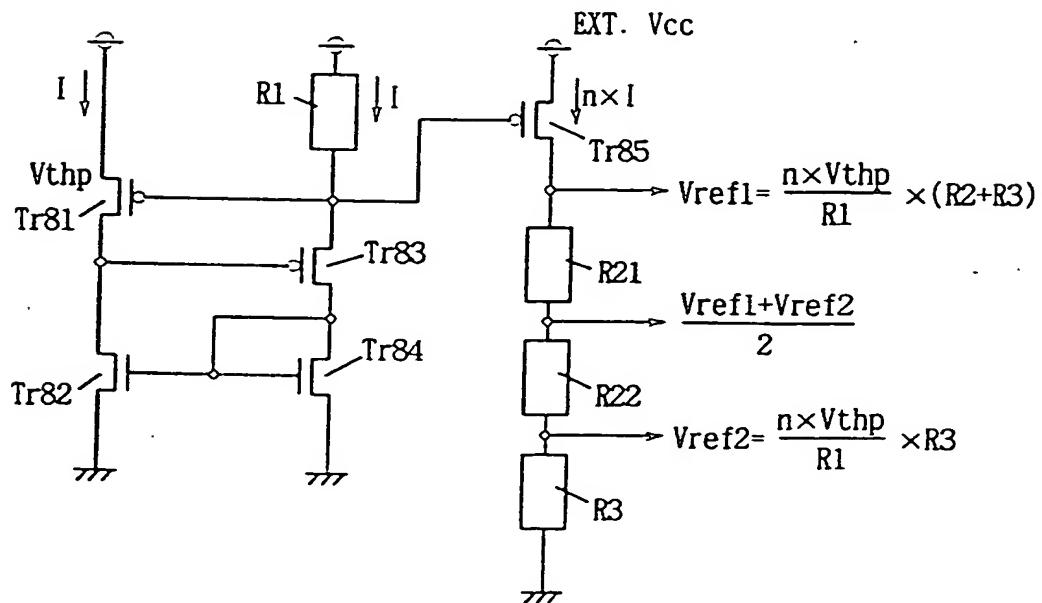 EXT. Vcc
I
R1
I
n×I
Tr85
Vthp
Tr81
Vref1= n×Vthp/R1 ×(R2+R3)
Tr83
R21
Vref1+Vref2/2
Tr84
Tr82
R22
Vref2= n×Vthp/R1 ×R3
R3